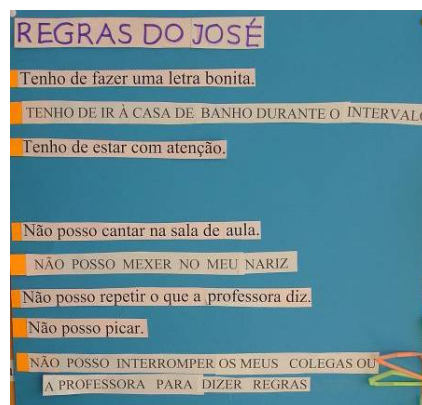 REGRAS DO JOSÉ
Tenho de fazer uma letra bonita.
TENHO DE IR À CASA DE BANHO DURANTE O INTERVALO
Tenho de estar com atenção.
Não posso cantar na sala de aula.
NÃO POSSO MEXER NO MEU NARIZ
Não posso repetir o que a professora diz.
Não posso picar.
NÃO POSSO INTERROMPER OS MEUS COLEGAS OU
A PROFESSORA PARA DIZER REGRAS